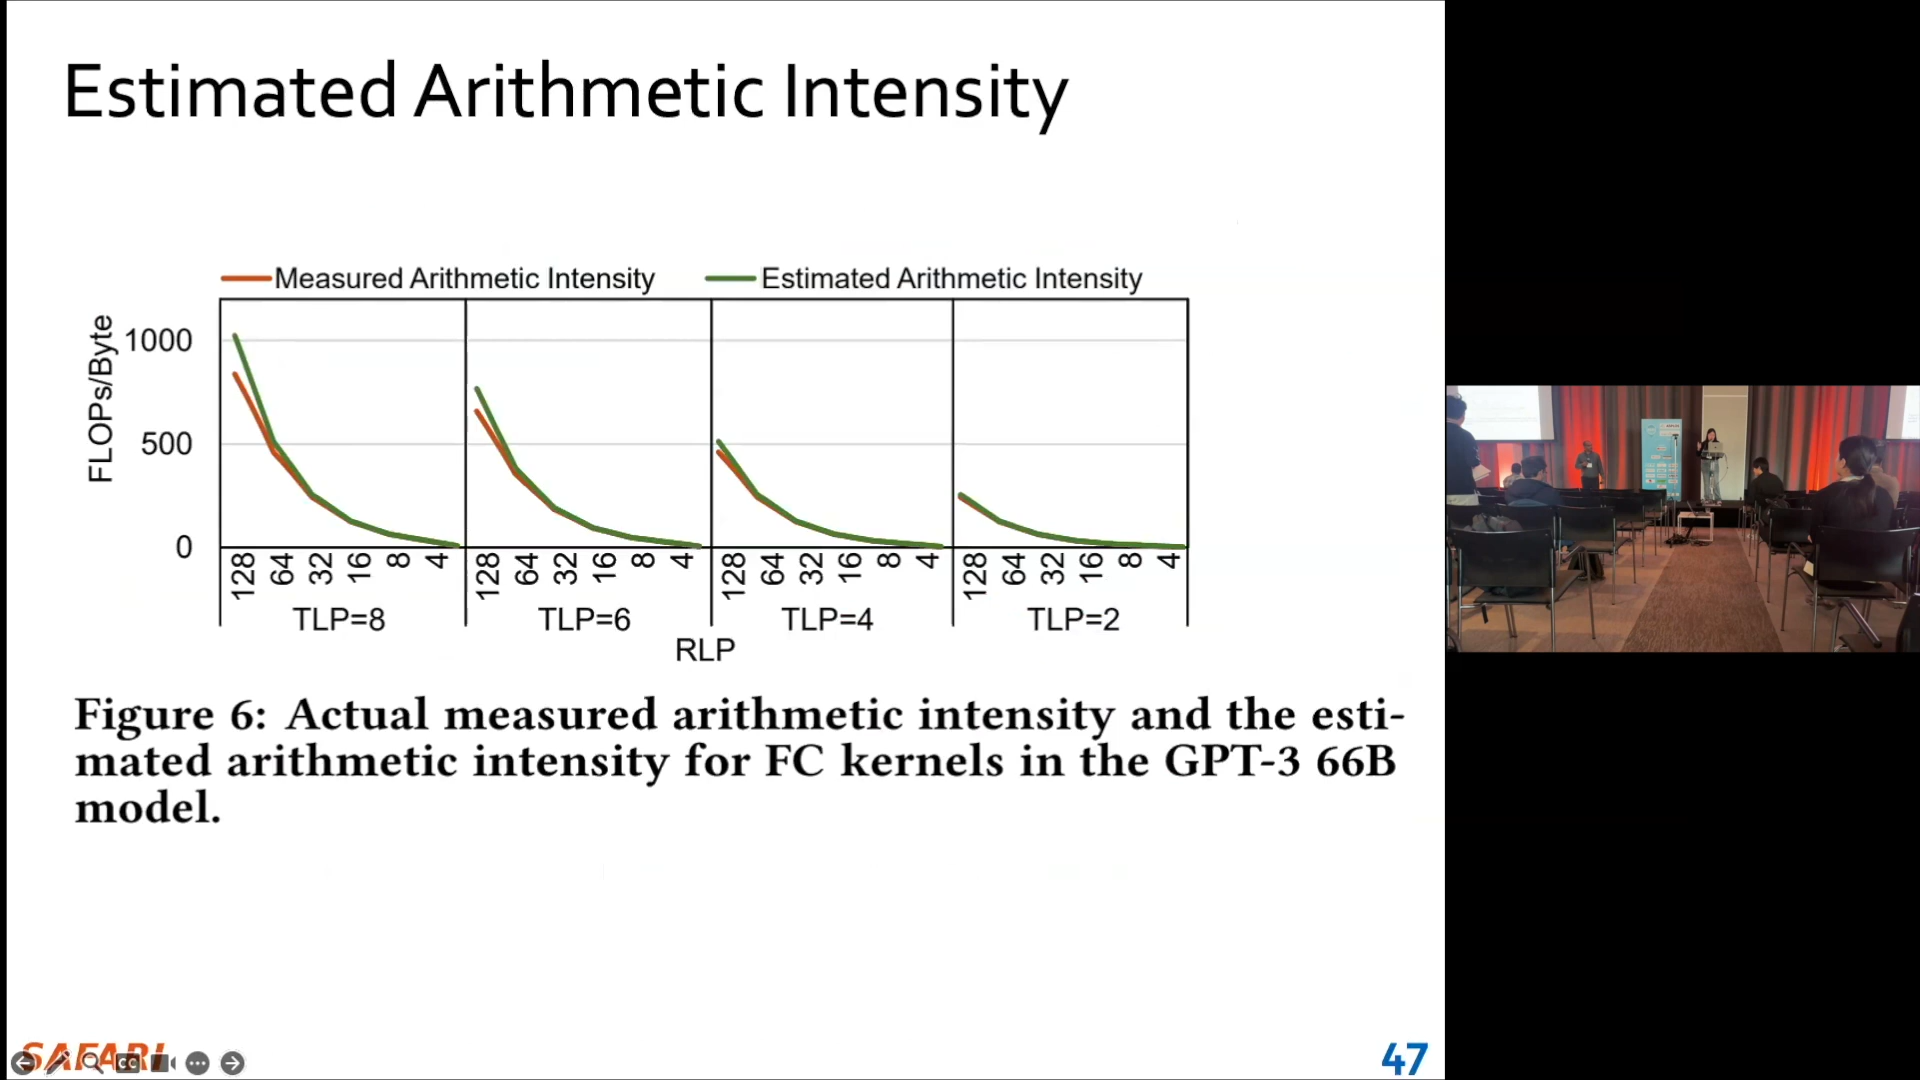 Estimated Arithmetic Intensity
Measured Arithmetic Intensity
Estimated Arithmetic Intensity
FLOPs/Byte
1000
500
0
128 64 32 16 8 4
128 64 32 16 8 4
128 64 32 16 8 4
128 64 32 16 8 4
TLP=8
TLP=6
TLP=4
TLP=2
RLP
Figure 6: Actual measured arithmetic intensity and the esti-
mated arithmetic intensity for FC kernels in the GPT-3 66B
model.
SAFARI
CC
47